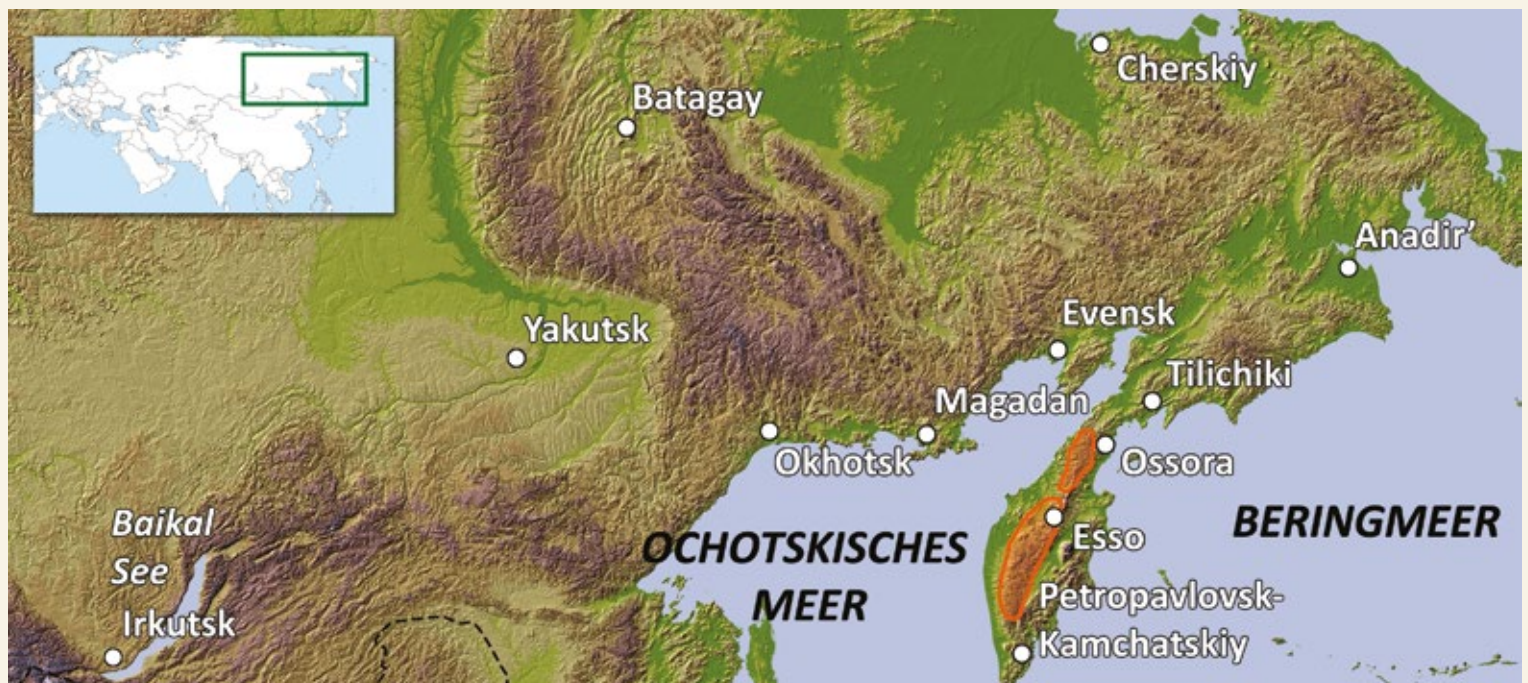 Cherskiy
Batagay
Anadir’
Evensk
Yakutsk
Tilichiki
Magadan
Okhotsk
Ossora
Baikal
See
BERINGMEER
OCHOTSKISCHES
MEER
Esso
Petropavlovsk-
Kamchatskiy
Irkutsk